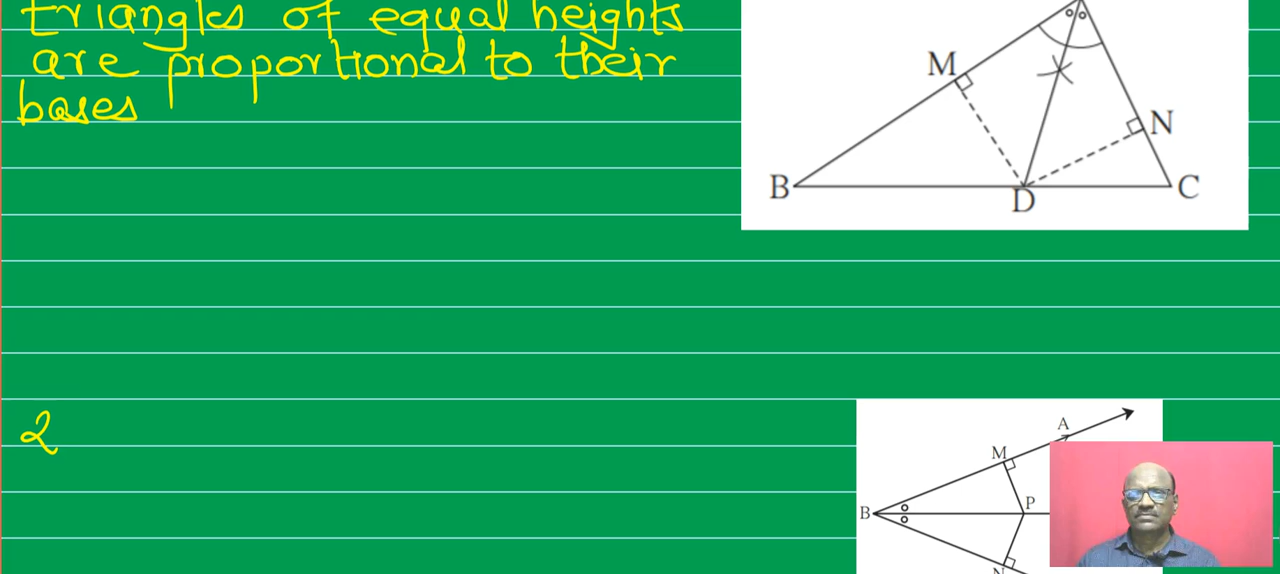 triangles of equal heights
are proportional to their
bases
M
N
B
D
C
2
A
M
B
P
N